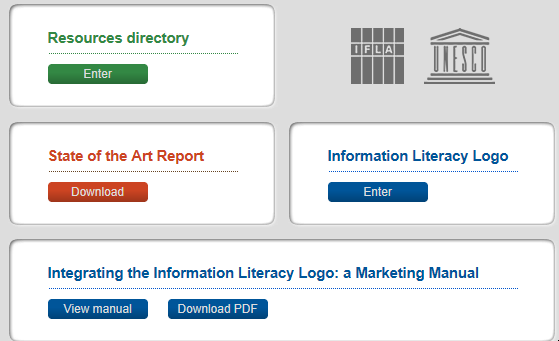 Resources directory
Enter
IFLA
UNESCO
State of the Art Report
Download
Information Literacy Logo
Enter
Integrating the Information Literacy Logo: a Marketing Manual
View manual
Download PDF